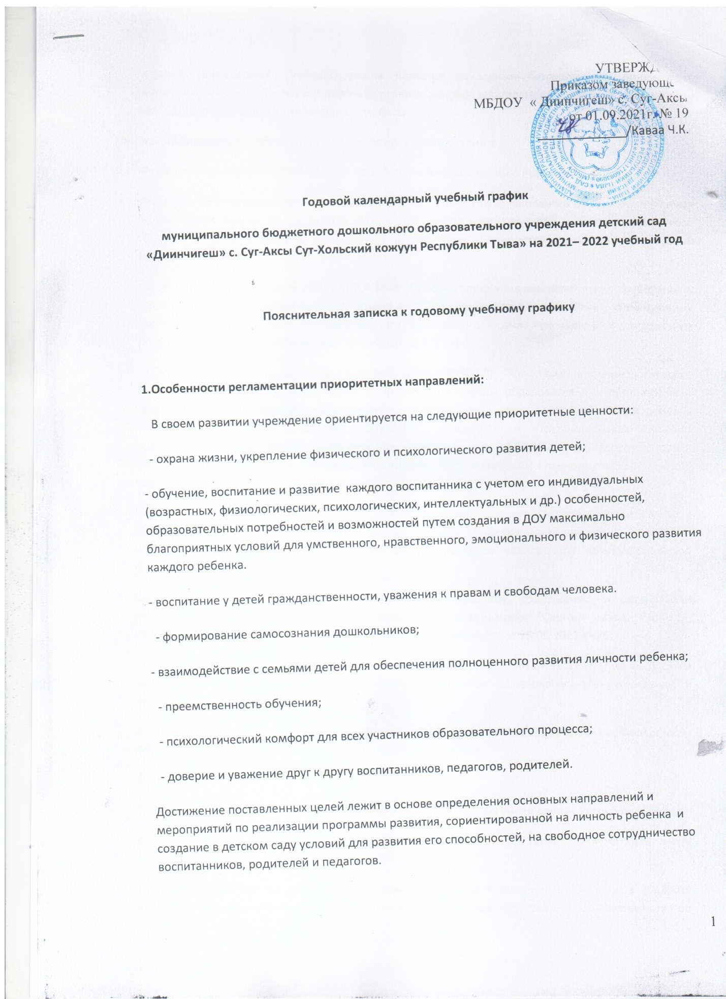 УТВЕРЖД
Приказом заведующе
МБДОУ « Диинчигеш» с. Суг-Аксы
от 01.09.2021г. № 19
/Каваа Ч.К.
Годовой календарный учебный график
муниципального бюджетного дошкольного образовательного учреждения детский сад
«Диинчигеш» с. Суг-Аксы Сут-Хольский кожуун Республики Тыва» на 2021– 2022 учебный год
Пояснительная записка к годовому учебному графику
1.Особенности регламентации приоритетных направлений:
В своем развитии учреждение ориентируется на следующие приоритетные ценности:
- охрана жизни, укрепление физического и психологического развития детей;
- обучение, воспитание и развитие каждого воспитанника с учетом его индивидуальных
(возрастных, физиологических, психологических, интеллектуальных и др.) особенностей,
образовательных потребностей и возможностей путем создания в ДОУ максимально
благоприятных условий для умственного, нравственного, эмоционального и физического развития
каждого ребенка.
- воспитание у детей гражданственности, уважения к правам и свободам человека.
- формирование самосознания дошкольников;
- взаимодействие с семьями детей для обеспечения полноценного развития личности ребенка;
- преемственность обучения;
- психологический комфорт для всех участников образовательного процесса;
- доверие и уважение друг к другу воспитанников, педагогов, родителей.
Достижение поставленных целей лежит в основе определения основных направлений и
мероприятий по реализации программы развития, сориентированной на личность ребенка и
создание в детском саду условий для развития его способностей, на свободное сотрудничество
воспитанников, родителей и педагогов.
1